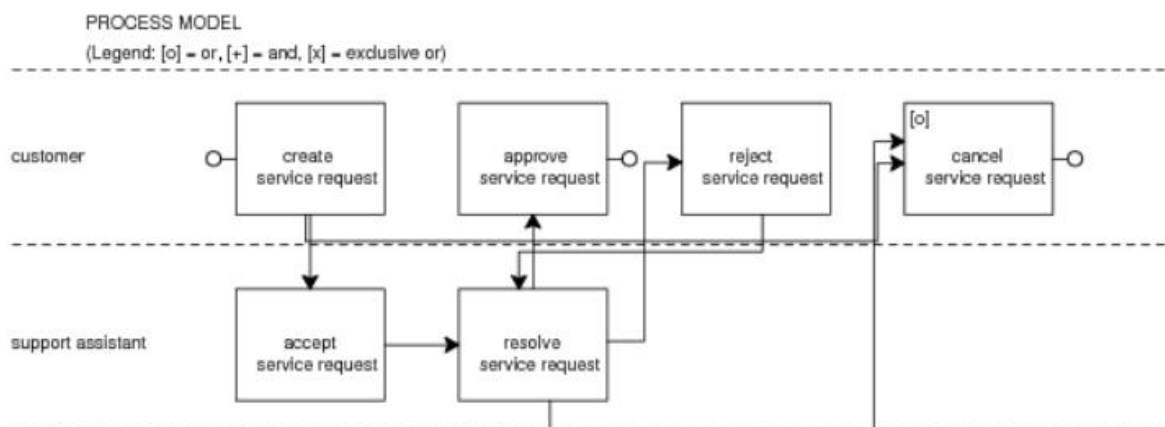 PROCESS MODEL
(Legend: [o] = or, [+] = and, [x] = exclusive or)
customer
create
service request
approve
service request
reject
service request
[o]
cancel
service request
support assistant
accept
service request
resolve
service request